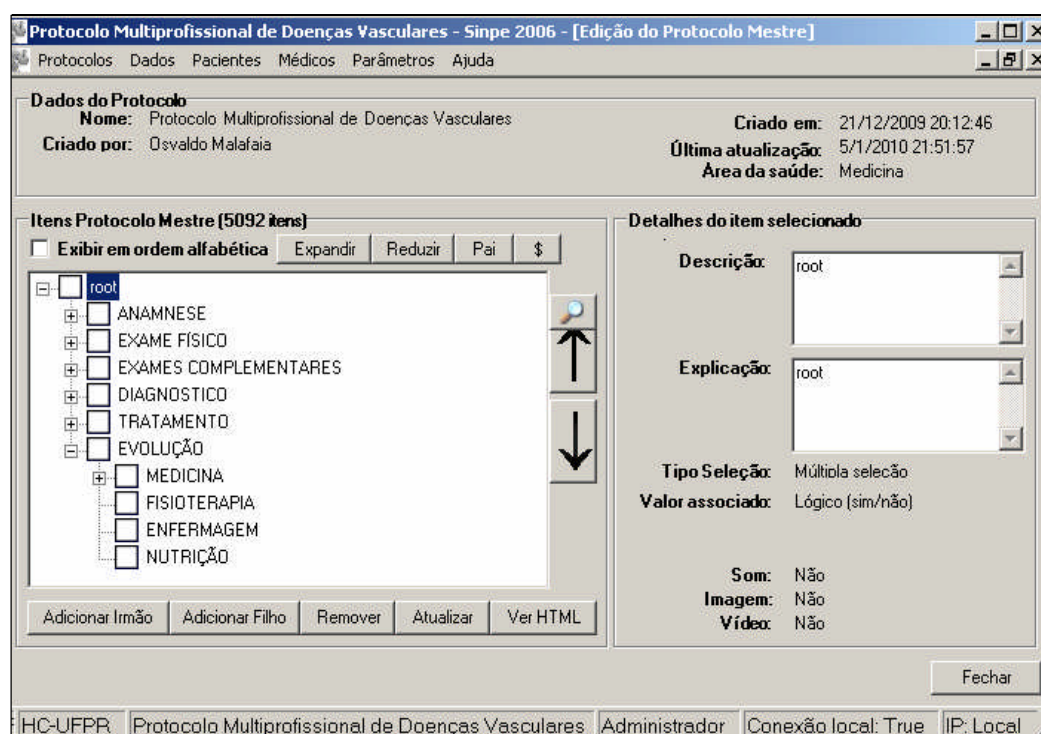 Protocolo Multiprofissional de Doenças Vasculares - Sinpe 2006 - [Edição do Protocolo Mestre]
Protocolos Dados Pacientes Médicos Parâmetros Ajuda
Dados do Protocolo
Nome: Protocolo Multiprofissional de Doenças Vasculares
Criado por: Osvaldo Malafaia
Criado em: 21/12/2009 20:12:46
Última atualização: 5/1/2010 21:51:57
Área da saúde: Medicina
Itens Protocolo Mestre (5092 itens)
Exibir em ordem alfabética Expandir Reduzir Pai $
root
ANAMNESE
EXAME FÍSICO
EXAMES COMPLEMENTARES
DIAGNOSTICO
TRATAMENTO
EVOLUÇÃO
MEDICINA
FISIOTERAPIA
ENFERMAGEM
NUTRIÇÃO
Adicionar Irmão Adicionar Filho Remover Atualizar Ver HTML
Detalhes do item selecionado
Descrição: root
Explicação: root
Tipo Seleção: Múltipla selecão
Valor associado: Lógico (sim/não)
Som: Não
Imagem: Não
Vídeo: Não
Fechar
HC-UFPR Protocolo Multiprofissional de Doenças Vasculares Administrador Conexão local: True IP: Local